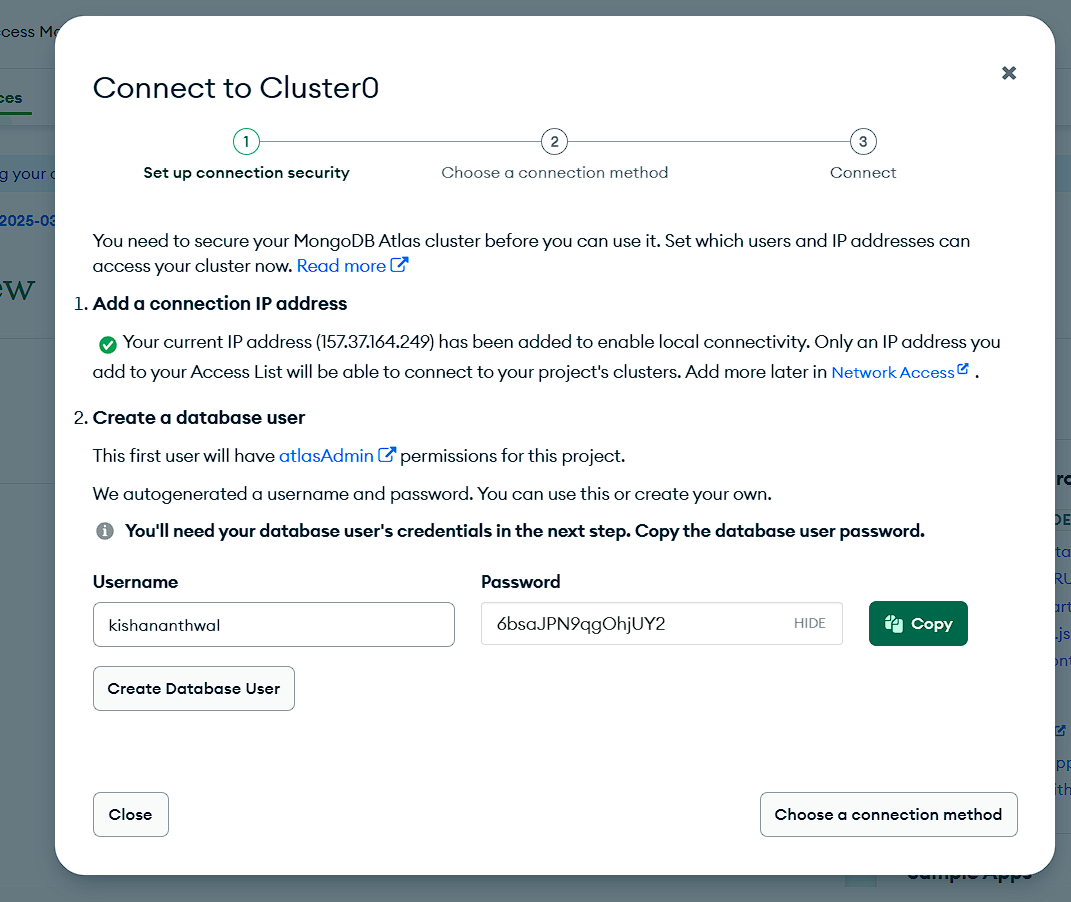 ccess Ma
ces
g your c
2025-03
ew
Connect to Cluster0
1 2 3
Set up connection security Choose a connection method Connect
You need to secure your MongoDB Atlas cluster before you can use it. Set which users and IP addresses can
access your cluster now. Read more
1. Add a connection IP address
Your current IP address (157.37.164.249) has been added to enable local connectivity. Only an IP address you
add to your Access List will be able to connect to your project's clusters. Add more later in Network Access .
2. Create a database user
This first user will have atlasAdmin permissions for this project.
We autogenerated a username and password. You can use this or create your own.
You'll need your database user's credentials in the next step. Copy the database user password.
Username Password
kishananthwal 6bsaJPN9qgOhjUY2 HIDE Copy
Create Database User
Close Choose a connection method
Sample Apps